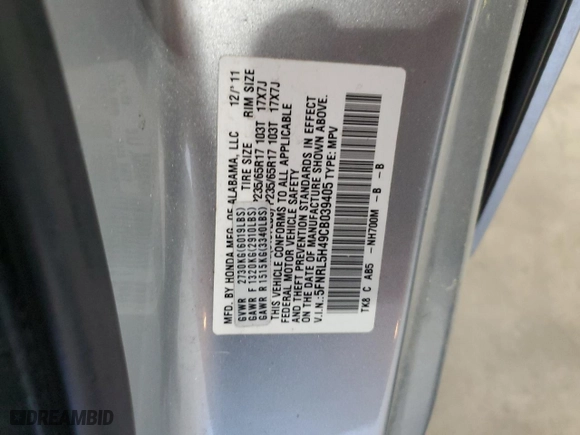 MFG. BY HONDA MFG. OF ALABAMA, LLC 12/'11
TIRE SIZE RIM SIZE
GVWR 2730KG(6019LBS)
GAWR F 1320KG(2910LBS) P235/65R17 103T 17X7J
GAWR R 1515KG(3340LBS) P235/65R17 103T 17X7J
THIS VEHICLE CONFORMS TO ALL APPLICABLE
FEDERAL MOTOR VEHICLE SAFETY
AND THEFT PREVENTION STANDARDS IN EFFECT
ON THE DATE OF MANUFACTURE SHOWN ABOVE.
V.I.N.:5FNRL5H49CB039405 TYPE: MPV
TK8 C AB5 -NH700M -B -B
DREAMBID